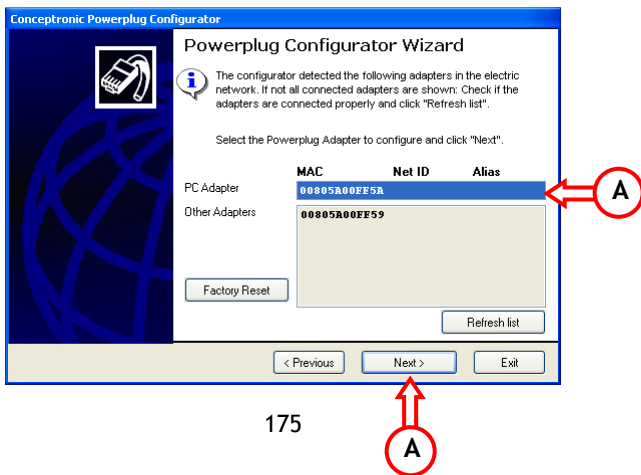 Conceptronic Powerplug Configurator
Powerplug Configurator Wizard
The configurator detected the following adapters in the electric
network. If not all connected adapters are shown: Check if the
adapters are connected properly and click "Refresh list".
Select the Powerplug Adapter to configure and click "Next".
MAC Net ID Alias
PC Adapter 00805A00FF5A
A
Other Adapters 00805A00FF59
Factory Reset
Refresh list
< Previous Next > Exit
175
A